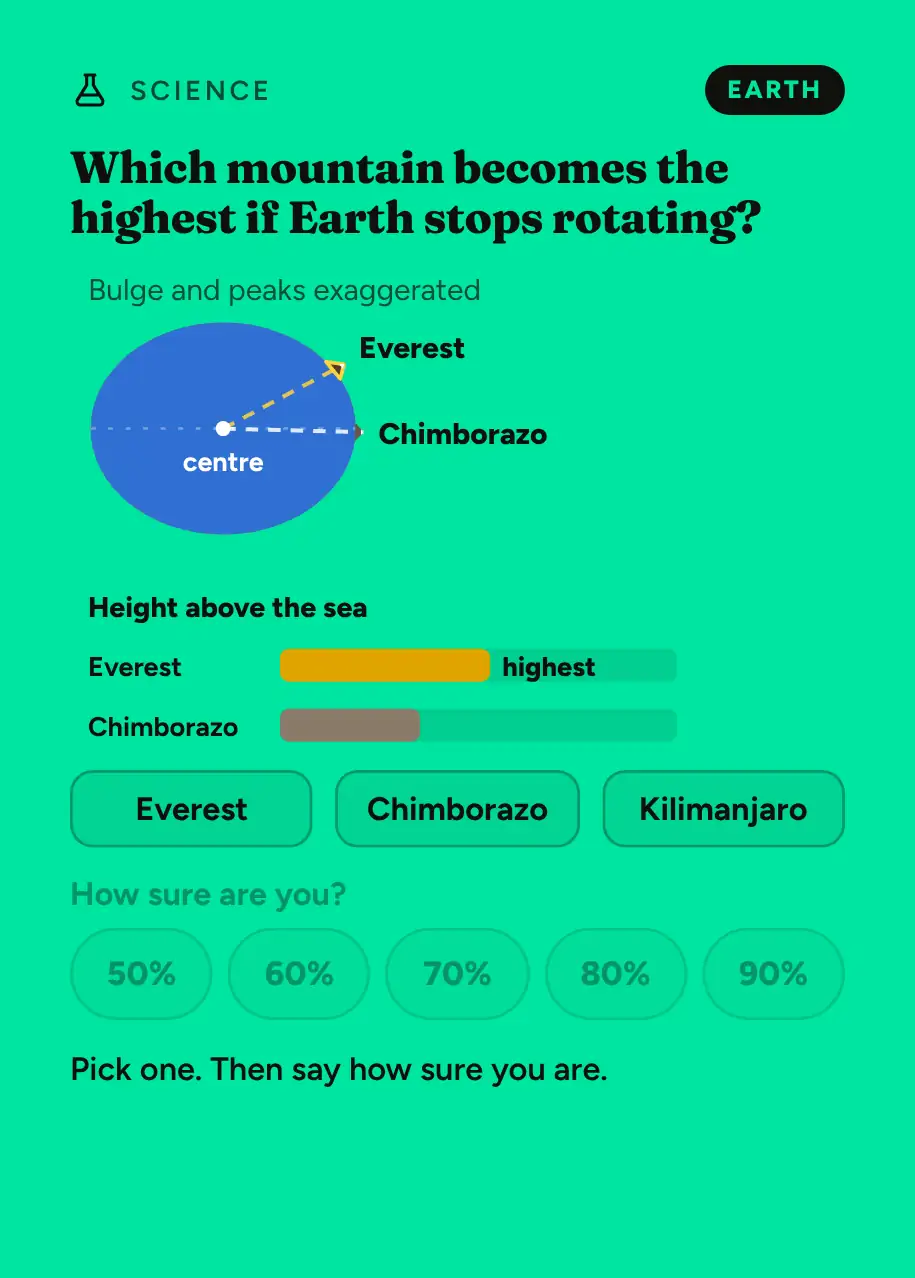 SCIENCE
EARTH
Which mountain becomes the
highest if Earth stops rotating?
Bulge and peaks exaggerated
Everest
Chimborazo
centre
Height above the sea
Everest
highest
Chimborazo
Everest
Chimborazo
Kilimanjaro
How sure are you?
50%
60%
70%
80%
90%
Pick one. Then say how sure you are.